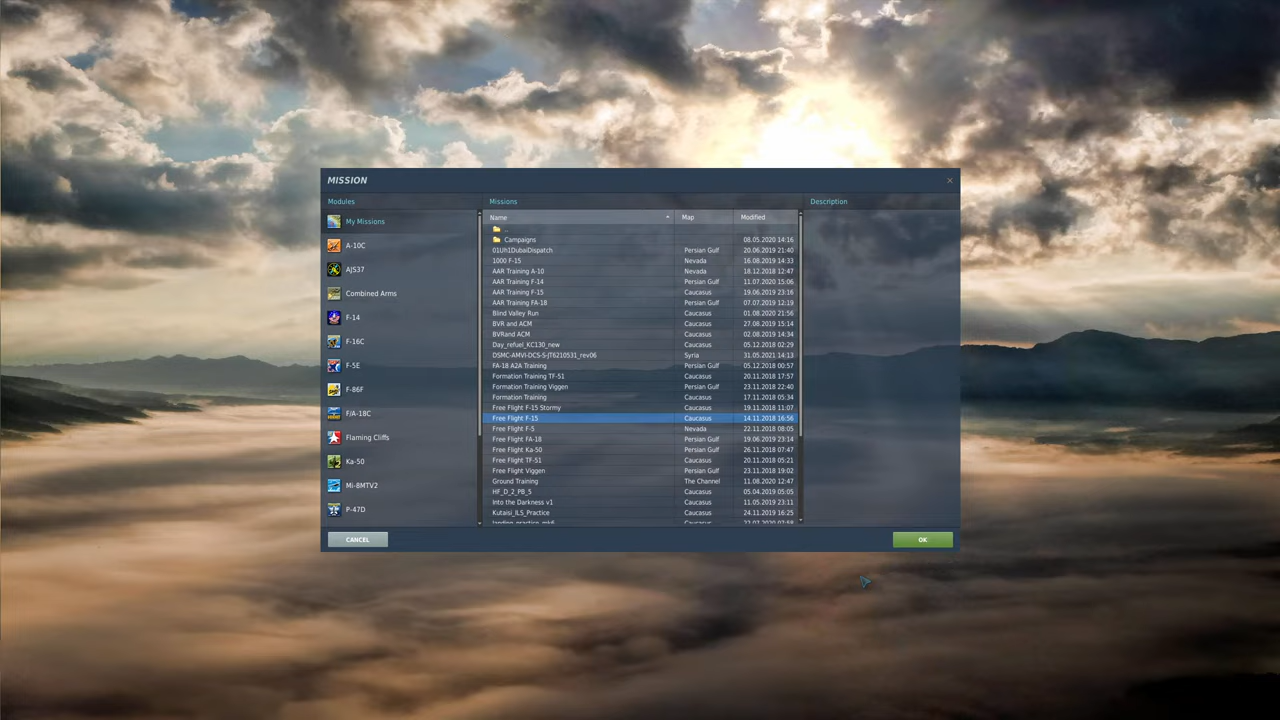 MISSION
Modules Missions Description
My Missions
A-10C
AJS37
Combined Arms
F-14
F-16C
F-5E
F-86F
F/A-18C
Flaming Cliffs
Ka-50
Mi-8MTV2
P-47D
Name Map Modified
..
Campaigns 08.05.2020 14:16
01Uh1DubaiDispatch Persian Gulf 20.06.2019 21:40
1000 F-15 Nevada 16.08.2019 14:33
AAR Training A-10 Nevada 18.12.2018 12:47
AAR Training F-14 Persian Gulf 11.07.2020 15:06
AAR Training F-15 Caucasus 19.06.2019 23:16
AAR Training FA-18 Persian Gulf 07.07.2019 12:19
Blind Valley Run Caucasus 01.08.2020 21:56
BVR and ACM Caucasus 27.08.2019 15:14
BVRand ACM Caucasus 02.08.2019 14:34
Day_refuel_KC130_new Caucasus 05.12.2018 02:29
DSMC-AMVI-DCS-S-JT6210531_rev06 Syria 31.05.2021 14:13
FA-18 A2A Training Persian Gulf 05.12.2018 00:57
Formation Training TF-51 Caucasus 20.11.2018 17:57
Formation Training Viggen Persian Gulf 23.11.2018 22:40
Formation Training Caucasus 17.11.2018 05:34
Free Flight F-15 Stormy Caucasus 19.11.2018 11:07
Free Flight F-15 Caucasus 14.11.2018 16:56
Free Flight F-5 Nevada 22.11.2018 08:05
Free Flight FA-18 Persian Gulf 19.06.2019 23:14
Free Flight Ka-50 Persian Gulf 26.11.2018 07:47
Free Flight TF-51 Caucasus 20.11.2018 05:21
Free Flight Viggen Persian Gulf 23.11.2018 19:02
Ground Training The Channel 11.08.2020 12:47
HF_D_2_PB_5 Caucasus 05.04.2019 05:05
Into the Darkness v1 Caucasus 11.05.2019 23:11
Kutaisi_ILS_Practice Caucasus 24.11.2019 16:25
CANCEL OK